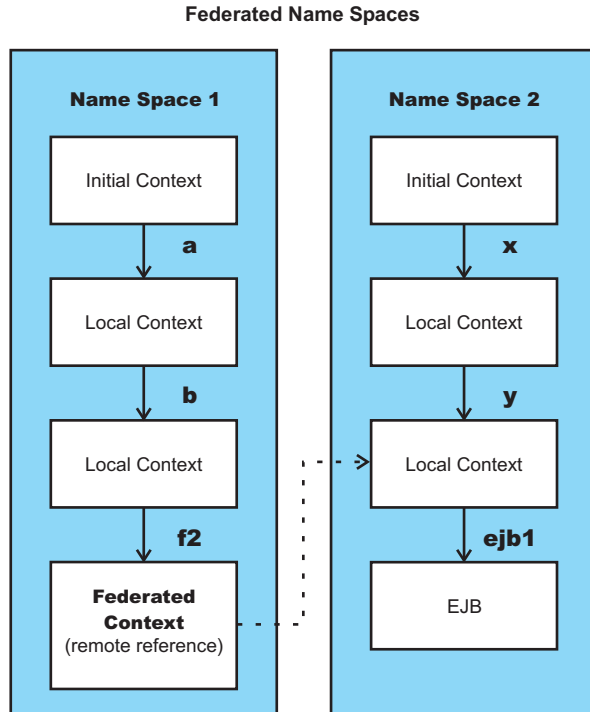 Federated Name Spaces
Name Space 1
Initial Context
a
Local Context
b
Local Context
f2
Federated
Context
(remote reference)
Name Space 2
Initial Context
x
Local Context
y
Local Context
ejb1
EJB